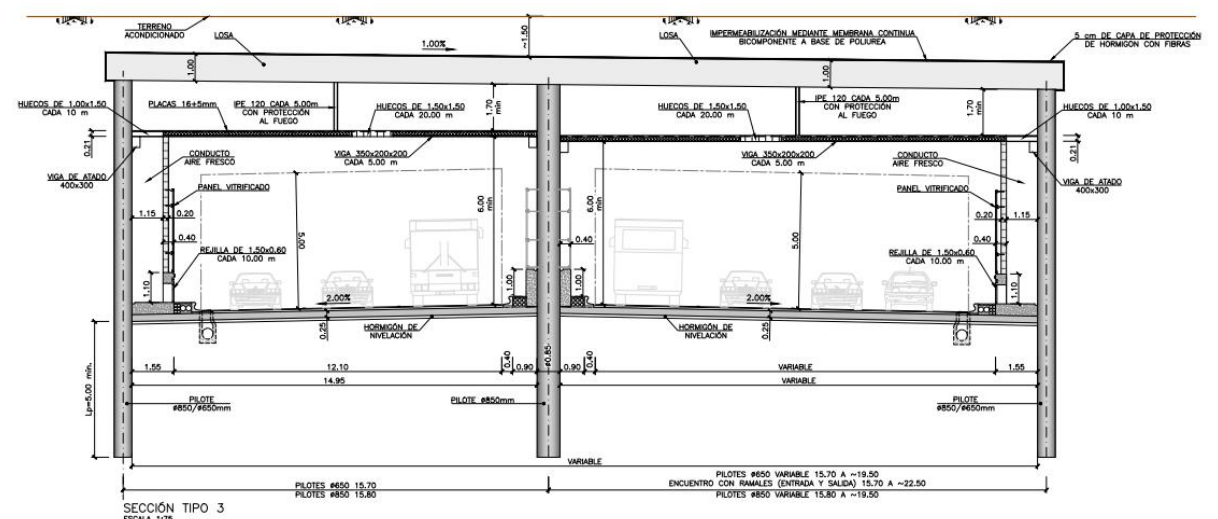 TERRENO
ACONDICIONADO
LOSA
1.00%
~1.50
LOSA
IMPERMEABILIZACIÓN MEDIANTE MEMBRANA CONTINUA
BICOMPONENTE A BASE DE POLIUREA
5 cm DE CAPA DE PROTECCIÓN
DE HORMIGON CON FIBRAS
1.00
1.00
HUECOS DE 1.00x1.50
CADA 10 m
PLACAS 16+5mm
IPE 120 CADA 5.00m
CON PROTECCIÓN
AL FUEGO
HUECOS DE 1.50x1.50
CADA 20.00 m
1.70
HUECOS DE 1.50x1.50
CADA 20.00 m
IPE 120 CADA 5.00m
CON PROTECCIÓN
AL FUEGO
1.70
HUECOS DE 1.00x1.50
CADA 10 m
0.21
CONDUCTO
AIRE FRESCO
VIGA 350x200x200
CADA 5.00 m
VIGA 350x200x200
CADA 5.00 m
CONDUCTO
AIRE FRESCO
0.21
VIGA DE ATADO
400x300
PANEL VITRIFICADO
6.00
min
6.00
min
PANEL VITRIFICADO
VIGA DE ATADO
400x300
1.15
0.20
0.40
5.00
0.40
5.00
0.20
1.15
0.40
REJILLA DE 1.50x0.60
CADA 10.00 m
REJILLA DE 1.50x0.60
CADA 10.00 m
1.10
2.00%
1.00
1.00
2.00%
1.10
HORMIGÓN DE
NIVELACIÓN
0.25
HORMIGÓN DE
NIVELACIÓN
0.25
1.55
12.10
0.40
0.90
Ø0.85
0.90
0.40
VARIABLE
1.55
14.95
VARIABLE
Lp=5.00 min.
PILOTE
Ø850/Ø650mm
PILOTE Ø850mm
PILOTE
Ø850/Ø650mm
VARIABLE
PILOTES Ø650 15.70
PILOTES Ø850 15.80
PILOTES Ø650 VARIABLE 15.70 A ~19.50
ENCUENTRO CON RAMALES (ENTRADA Y SALIDA) 15.70 A ~22.50
PILOTES Ø850 VARIABLE 15.80 A ~19.50
SECCIÓN TIPO 3
ESCALA 1:75